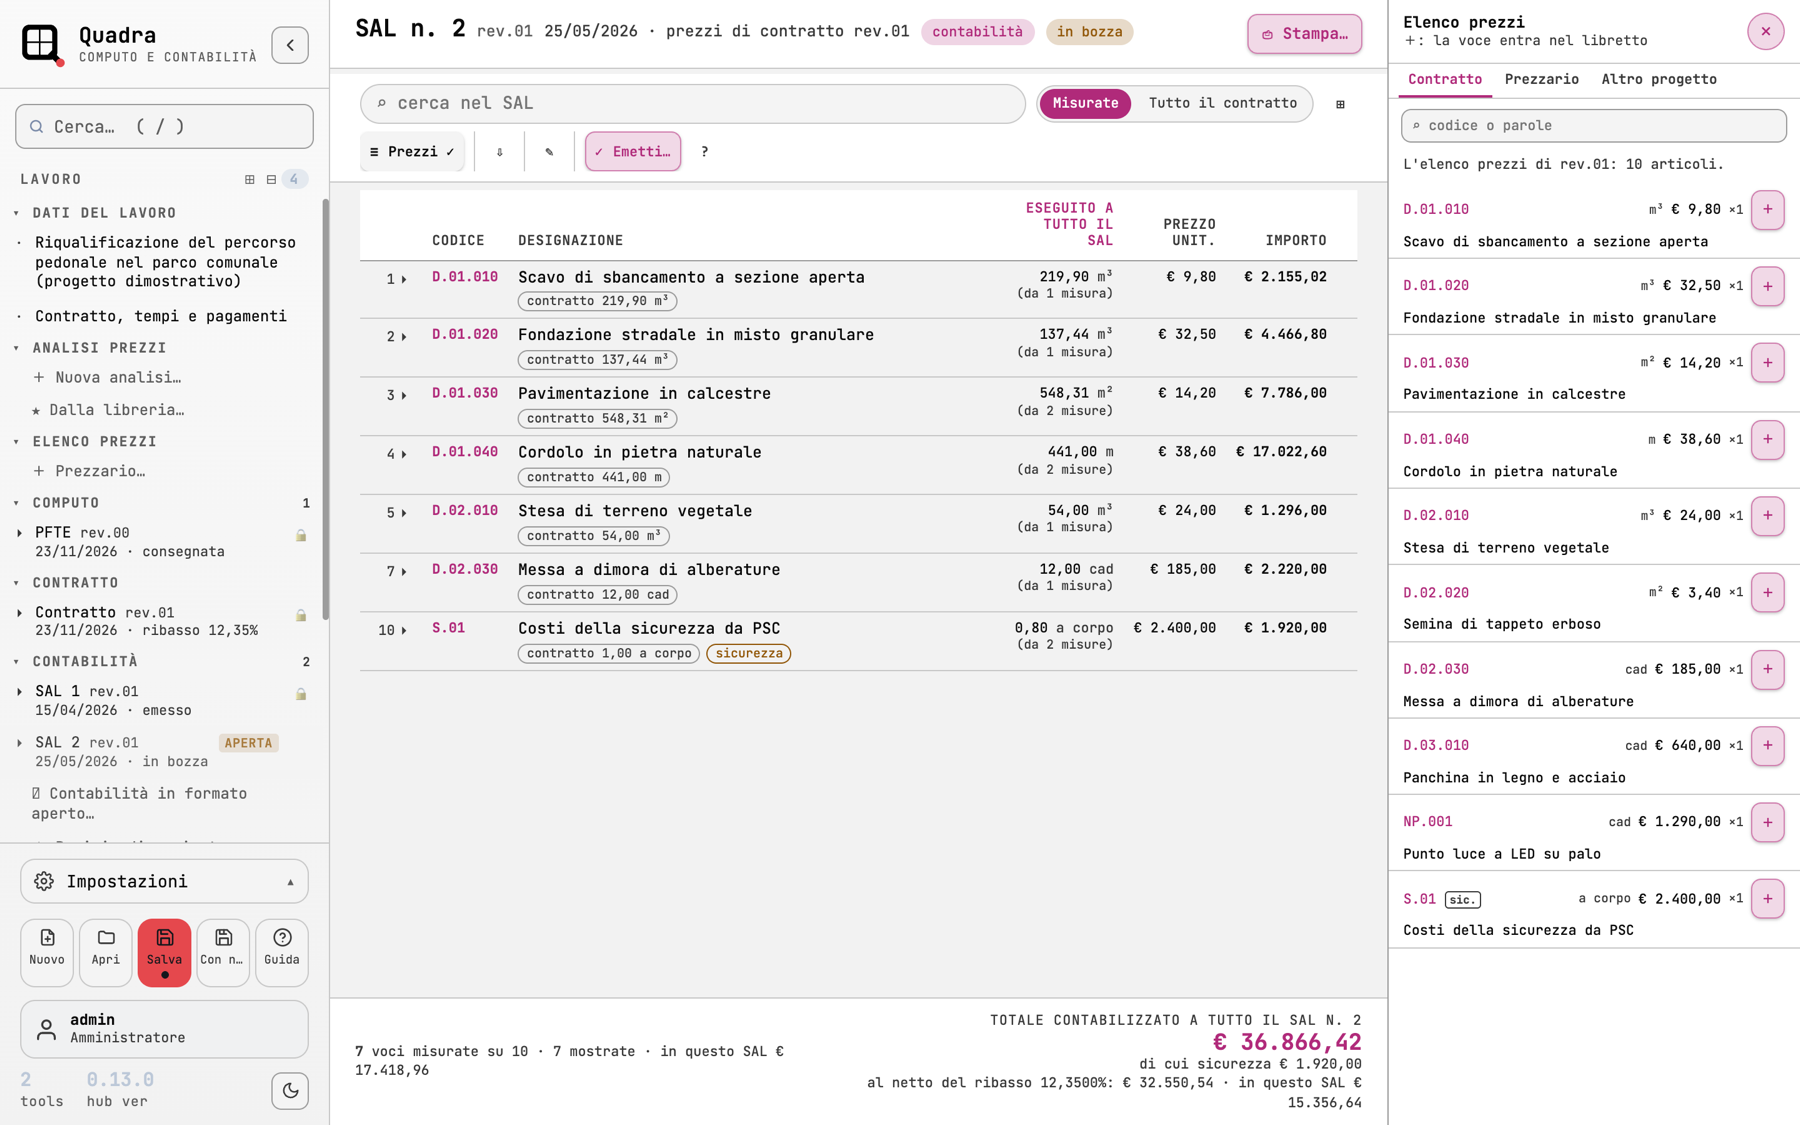 Quadra
COMPUTO E CONTABILITÀ
Cerca… ( / )
LAVORO 4
DATI DEL LAVORO
· Riqualificazione del percorso
pedonale nel parco comunale
(progetto dimostrativo)
· Contratto, tempi e pagamenti
ANALISI PREZZI
+ Nuova analisi…
★ Dalla libreria…
ELENCO PREZZI
+ Prezzario…
COMPUTO 1
PFTE rev.00
23/11/2026 · consegnata
CONTRATTO
Contratto rev.01
23/11/2026 · ribasso 12,35%
CONTABILITÀ 2
SAL 1 rev.01
15/04/2026 · emesso
SAL 2 rev.01 APERTA
25/05/2026 · in bozza
Contabilità in formato
aperto…
Impostazioni
Nuovo Apri Salva Con n… Guida
admin
Amministratore
2 0.13.0
tools hub ver
SAL n. 2 rev.01 25/05/2026 · prezzi di contratto rev.01 contabilità in bozza
Stampa…
cerca nel SAL
Misurate Tutto il contratto
≡ Prezzi ✓
✓ Emetti…
?
CODICE DESIGNAZIONE ESEGUITO A TUTTO IL SAL PREZZO UNIT. IMPORTO
1 D.01.010 Scavo di sbancamento a sezione aperta 219,90 m³ € 9,80 € 2.155,02
contratto 219,90 m³ (da 1 misura)
2 D.01.020 Fondazione stradale in misto granulare 137,44 m³ € 32,50 € 4.466,80
contratto 137,44 m³ (da 1 misura)
3 D.01.030 Pavimentazione in calcestre 548,31 m² € 14,20 € 7.786,00
contratto 548,31 m² (da 2 misure)
4 D.01.040 Cordolo in pietra naturale 441,00 m € 38,60 € 17.022,60
contratto 441,00 m (da 2 misure)
5 D.02.010 Stesa di terreno vegetale 54,00 m³ € 24,00 € 1.296,00
contratto 54,00 m³ (da 1 misura)
7 D.02.030 Messa a dimora di alberature 12,00 cad € 185,00 € 2.220,00
contratto 12,00 cad (da 1 misura)
10 S.01 Costi della sicurezza da PSC 0,80 a corpo € 2.400,00 € 1.920,00
contratto 1,00 a corpo sicurezza (da 2 misure)
7 voci misurate su 10 · 7 mostrate · in questo SAL €
17.418,96
TOTALE CONTABILIZZATO A TUTTO IL SAL N. 2
€ 36.866,42
di cui sicurezza € 1.920,00
al netto del ribasso 12,3500%: € 32.550,54 · in questo SAL €
15.356,64
Elenco prezzi
+: la voce entra nel libretto
×
Contratto Prezzario Altro progetto
codice o parole
L'elenco prezzi di rev.01: 10 articoli.
D.01.010 m³ € 9,80 ×1 +
Scavo di sbancamento a sezione aperta
D.01.020 m³ € 32,50 ×1 +
Fondazione stradale in misto granulare
D.01.030 m² € 14,20 ×1 +
Pavimentazione in calcestre
D.01.040 m € 38,60 ×1 +
Cordolo in pietra naturale
D.02.010 m³ € 24,00 ×1 +
Stesa di terreno vegetale
D.02.020 m² € 3,40 ×1 +
Semina di tappeto erboso
D.02.030 cad € 185,00 ×1 +
Messa a dimora di alberature
D.03.010 cad € 640,00 ×1 +
Panchina in legno e acciaio
NP.001 cad € 1.290,00 ×1 +
Punto luce a LED su palo
S.01 sic. a corpo € 2.400,00 ×1 +
Costi della sicurezza da PSC